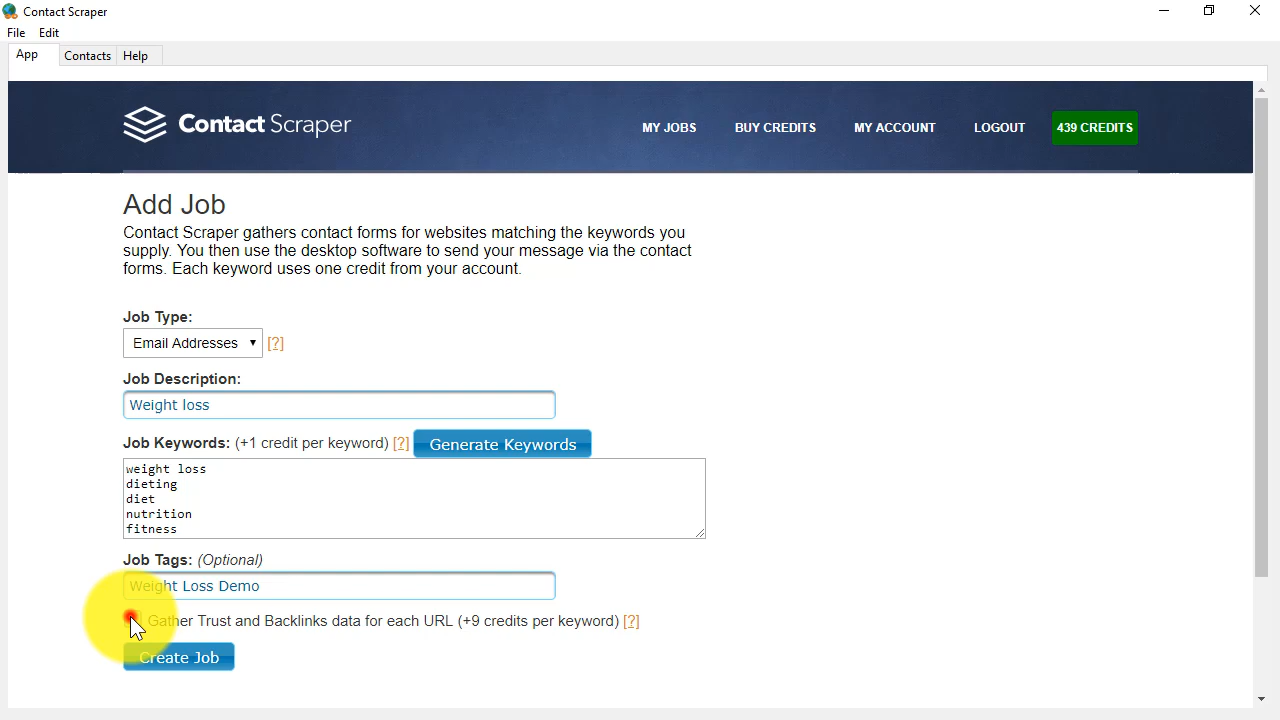 Contact Scraper
File Edit
App Contacts Help
Contact Scraper
MY JOBS BUY CREDITS MY ACCOUNT LOGOUT 439 CREDITS
Add Job
Contact Scraper gathers contact forms for websites matching the keywords you
supply. You then use the desktop software to send your message via the contact
forms. Each keyword uses one credit from your account.
Job Type:
Email Addresses [?]
Job Description:
Weight loss
Job Keywords: (+1 credit per keyword) [?] Generate Keywords
weight loss
dieting
diet
nutrition
fitness
Job Tags: (Optional)
Weight Loss Demo
Gather Trust and Backlinks data for each URL (+9 credits per keyword) [?]
Create Job